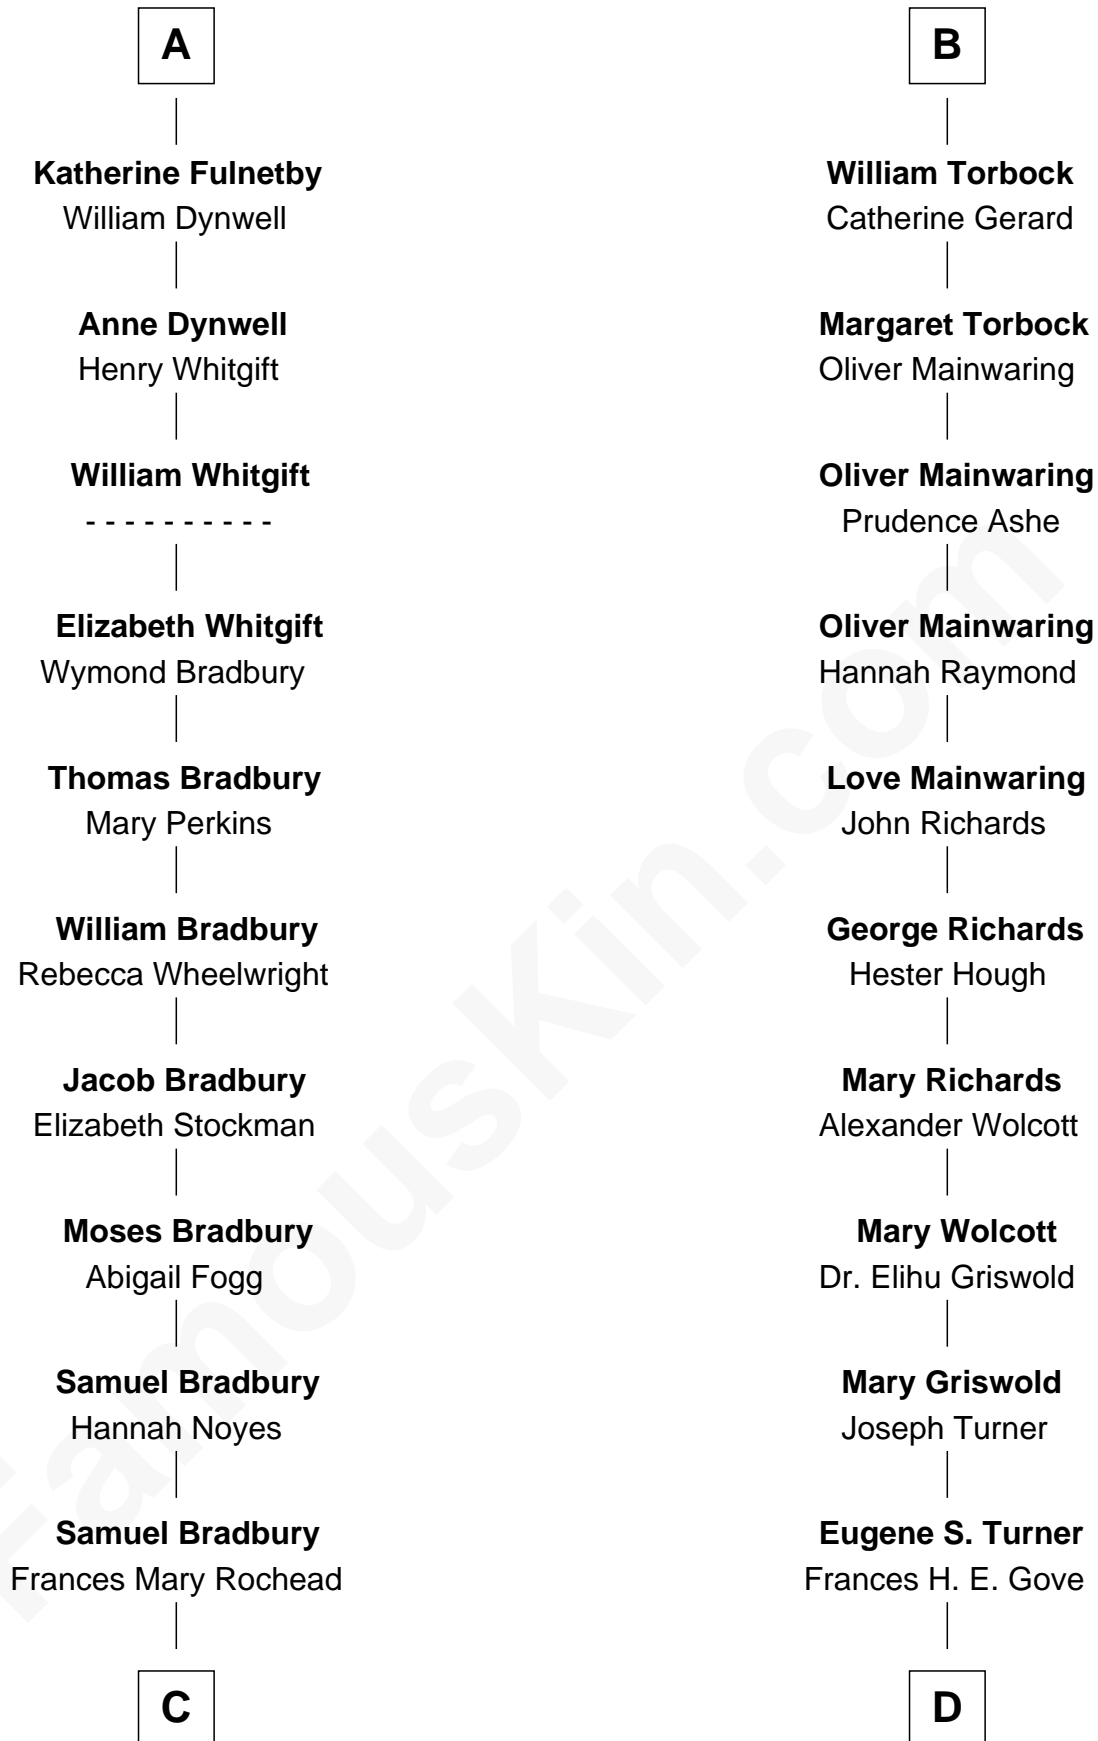 A
Katherine Fulnetby
William Dynwell
Anne Dynwell
Henry Whitgift
William Whitgift
- - - - - - - - - -
Elizabeth Whitgift
Wymond Bradbury
Thomas Bradbury
Mary Perkins
William Bradbury
Rebecca Wheelwright
Jacob Bradbury
Elizabeth Stockman
Moses Bradbury
Abigail Fogg
Samuel Bradbury
Hannah Noyes
Samuel Bradbury
Frances Mary Rochead
C
B
William Torbock
Catherine Gerard
Margaret Torbock
Oliver Mainwaring
Oliver Mainwaring
Prudence Ashe
Oliver Mainwaring
Hannah Raymond
Love Mainwaring
John Richards
George Richards
Hester Hough
Mary Richards
Alexander Wolcott
Mary Wolcott
Dr. Elihu Griswold
Mary Griswold
Joseph Turner
Eugene S. Turner
Frances H. E. Gove
D
FamousKin.com